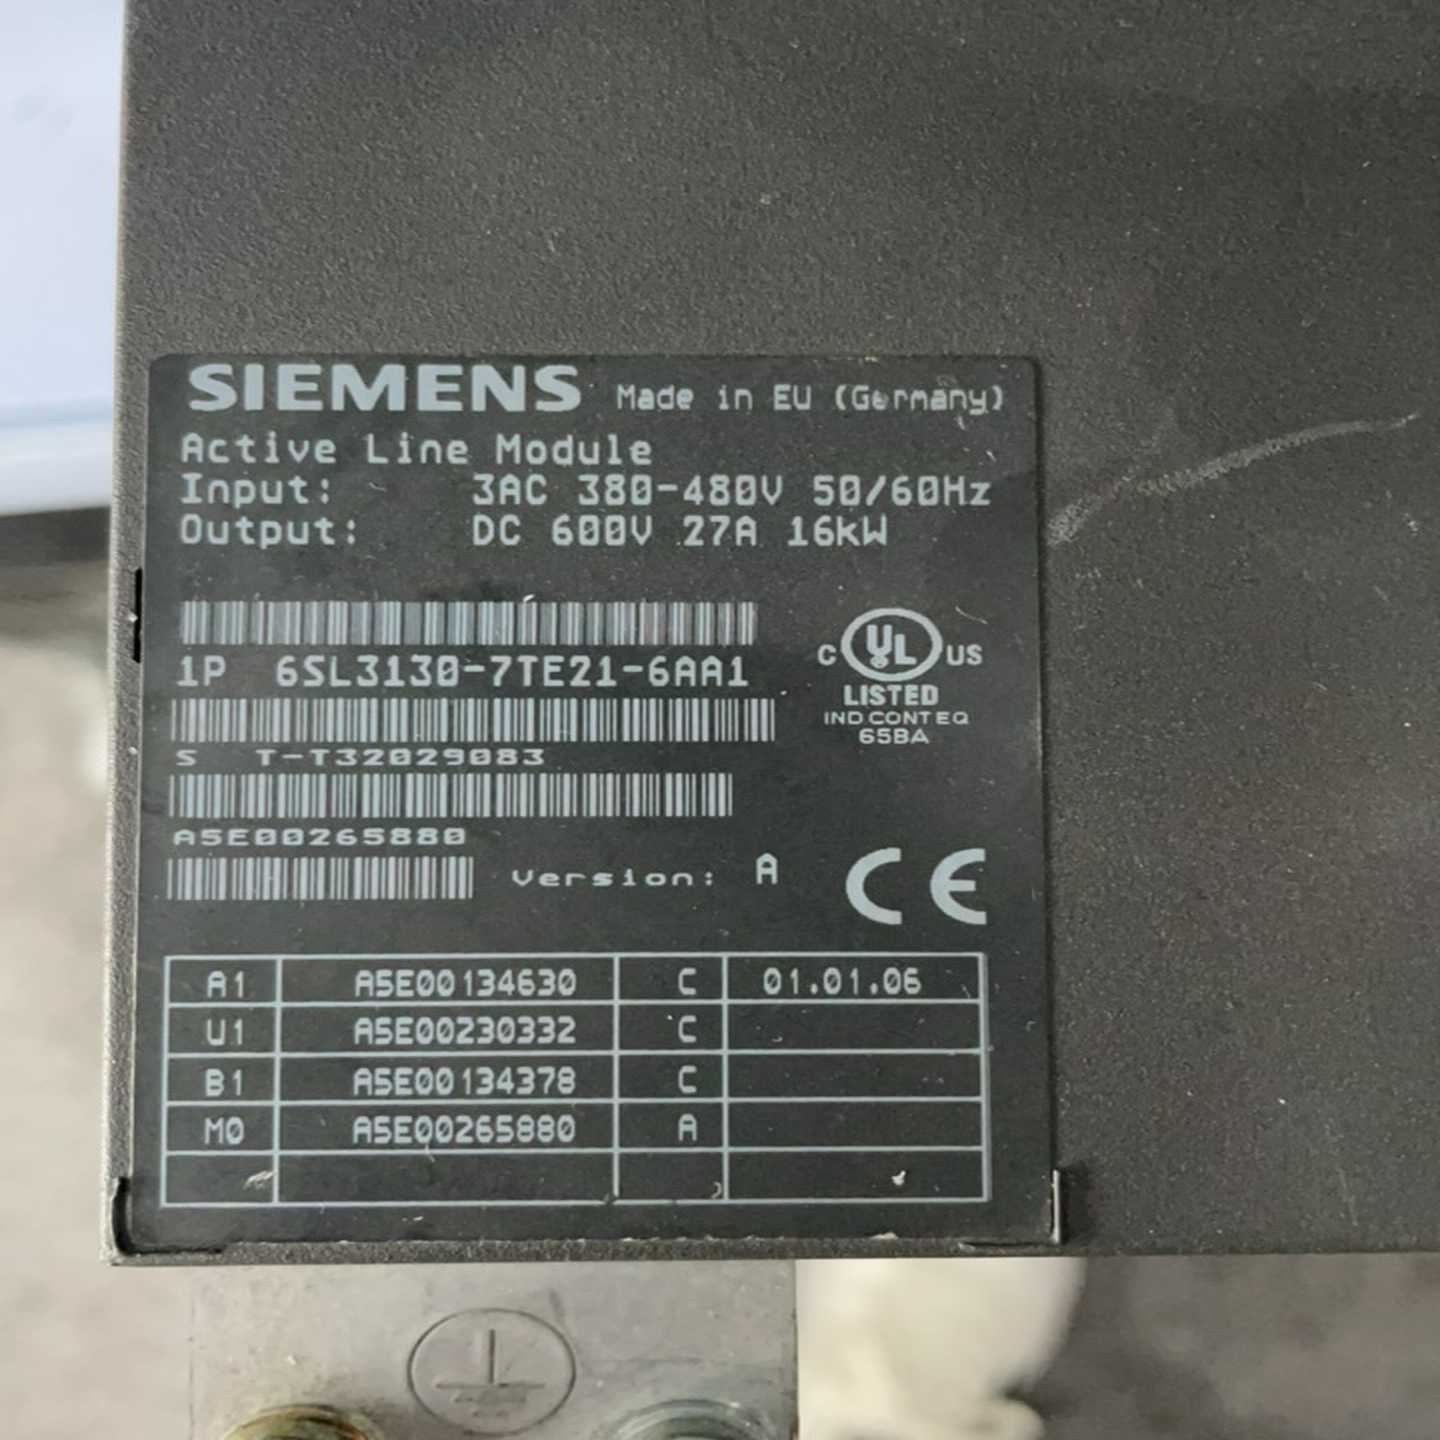 SIEMENS Made in EU (Germany)
Active Line Module
Input: 3AC 380-480V 50/60Hz
Output: DC 600V 27A 16kW
1P 6SL3130-7TE21-6AA1
S T-T32029083
A5E00265880
Version: A
C UL US
LISTED
IND CONT EQ
65BA
CE
A1 A5E00134630 C 01.01.06
U1 A5E00230332 C
B1 A5E00134378 C
M0 A5E00265880 A